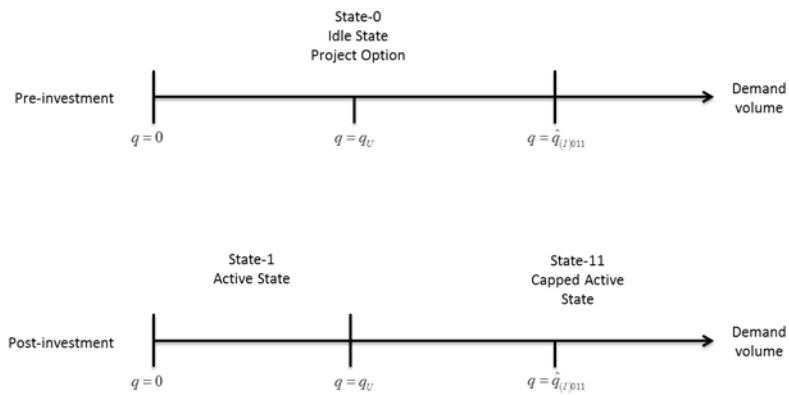 State-0
Idle State
Project Option
Pre-investment
Demand
volume
q = 0
q = q_U
q = q̂_(I)011
State-1
Active State
State-11
Capped Active
State
Post-investment
Demand
volume
q = 0
q = q_U
q = q̂_(I)011